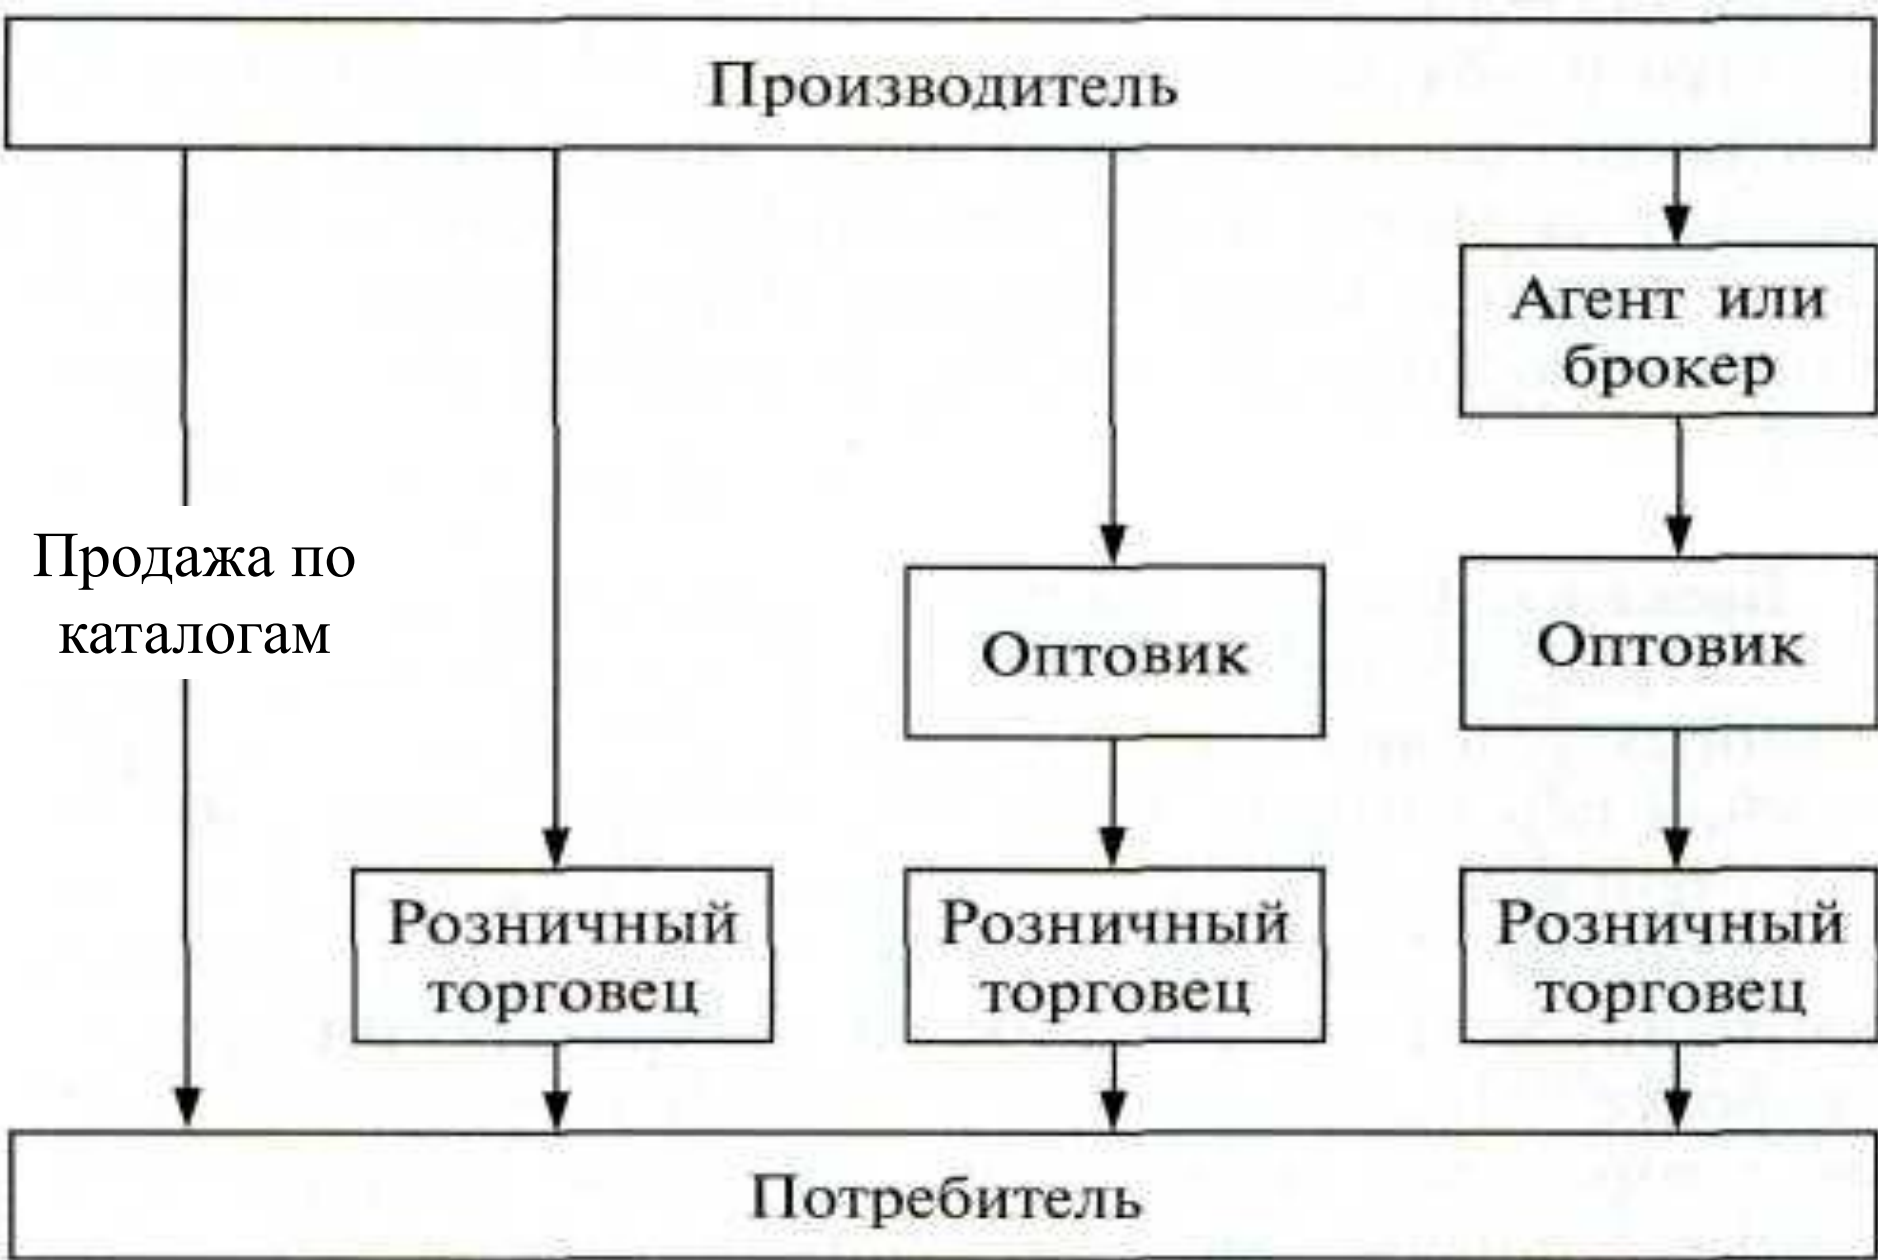 Производитель
Агент или
брокер
Продажа по
каталогам
Оптовик
Оптовик
Розничный
торговец
Розничный
торговец
Розничный
торговец
Потребитель